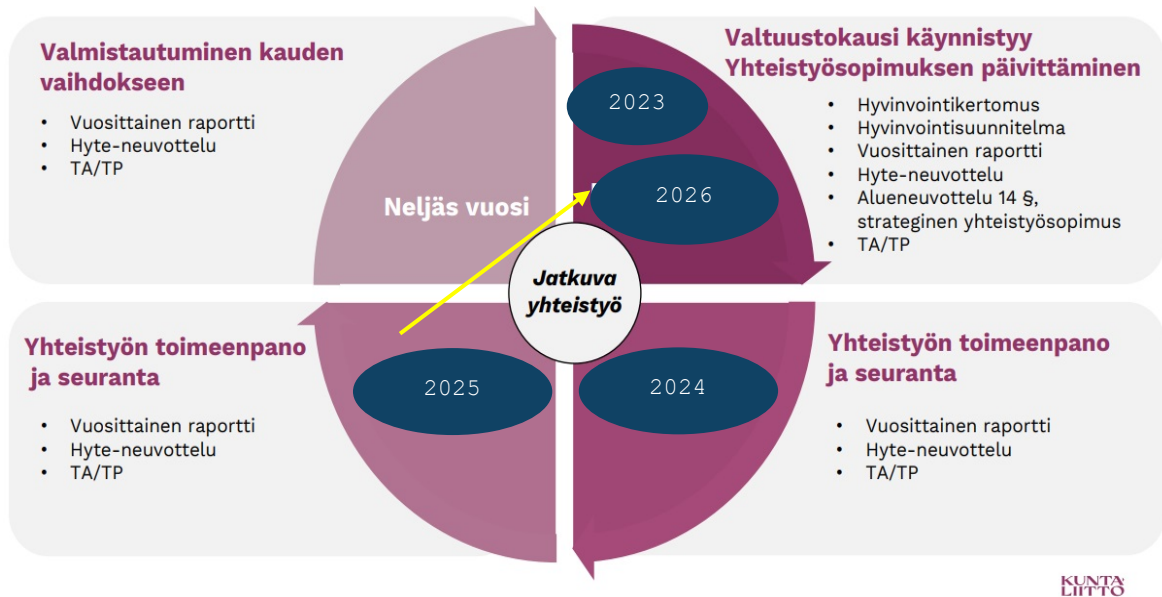 Valmistautuminen kauden
vaihdokseen
• Vuosittainen raportti
• Hyte-neuvottelu
• TA/TP
Valtuustokausi käynnistyy
Yhteistyösopimuksen päivittäminen
• Hyvinvointikertomus
• Hyvinvointisuunnitelma
• Vuosittainen raportti
• Hyte-neuvottelu
• Alueneuvottelu 14 §,
strateginen yhteistyösopimus
• TA/TP
2023
2026
Neljäs vuosi
Jatkuva
yhteistyö
2025
2024
Yhteistyön toimeenpano
ja seuranta
• Vuosittainen raportti
• Hyte-neuvottelu
• TA/TP
Yhteistyön toimeenpano
ja seuranta
• Vuosittainen raportti
• Hyte-neuvottelu
• TA/TP
KUNTA
LIITTO